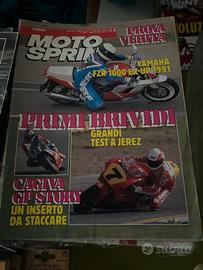 MOTO
SPRINT
PROVA
VERITÀ
YAMAHA
FZR 1000 EX-UP 1991
PRIMI BRIVIDI
GRANDI
TEST A JEREZ
CAGIVA
GP STORY
UN INSERTO
DA STACCARE
7
subito